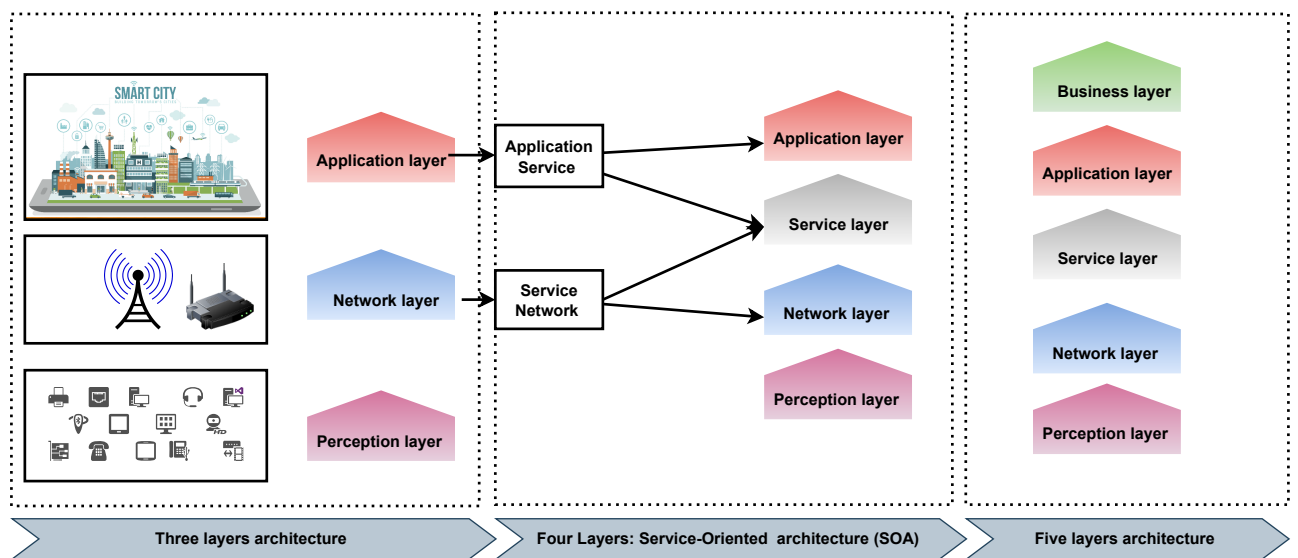 SMART CITY
Application layer
Network layer
Perception layer
HD
Application
Service
Service
Network
Application layer
Service layer
Network layer
Perception layer
Business layer
Application layer
Service layer
Network layer
Perception layer
Three layers architecture
Four Layers: Service-Oriented architecture (SOA)
Five layers architecture